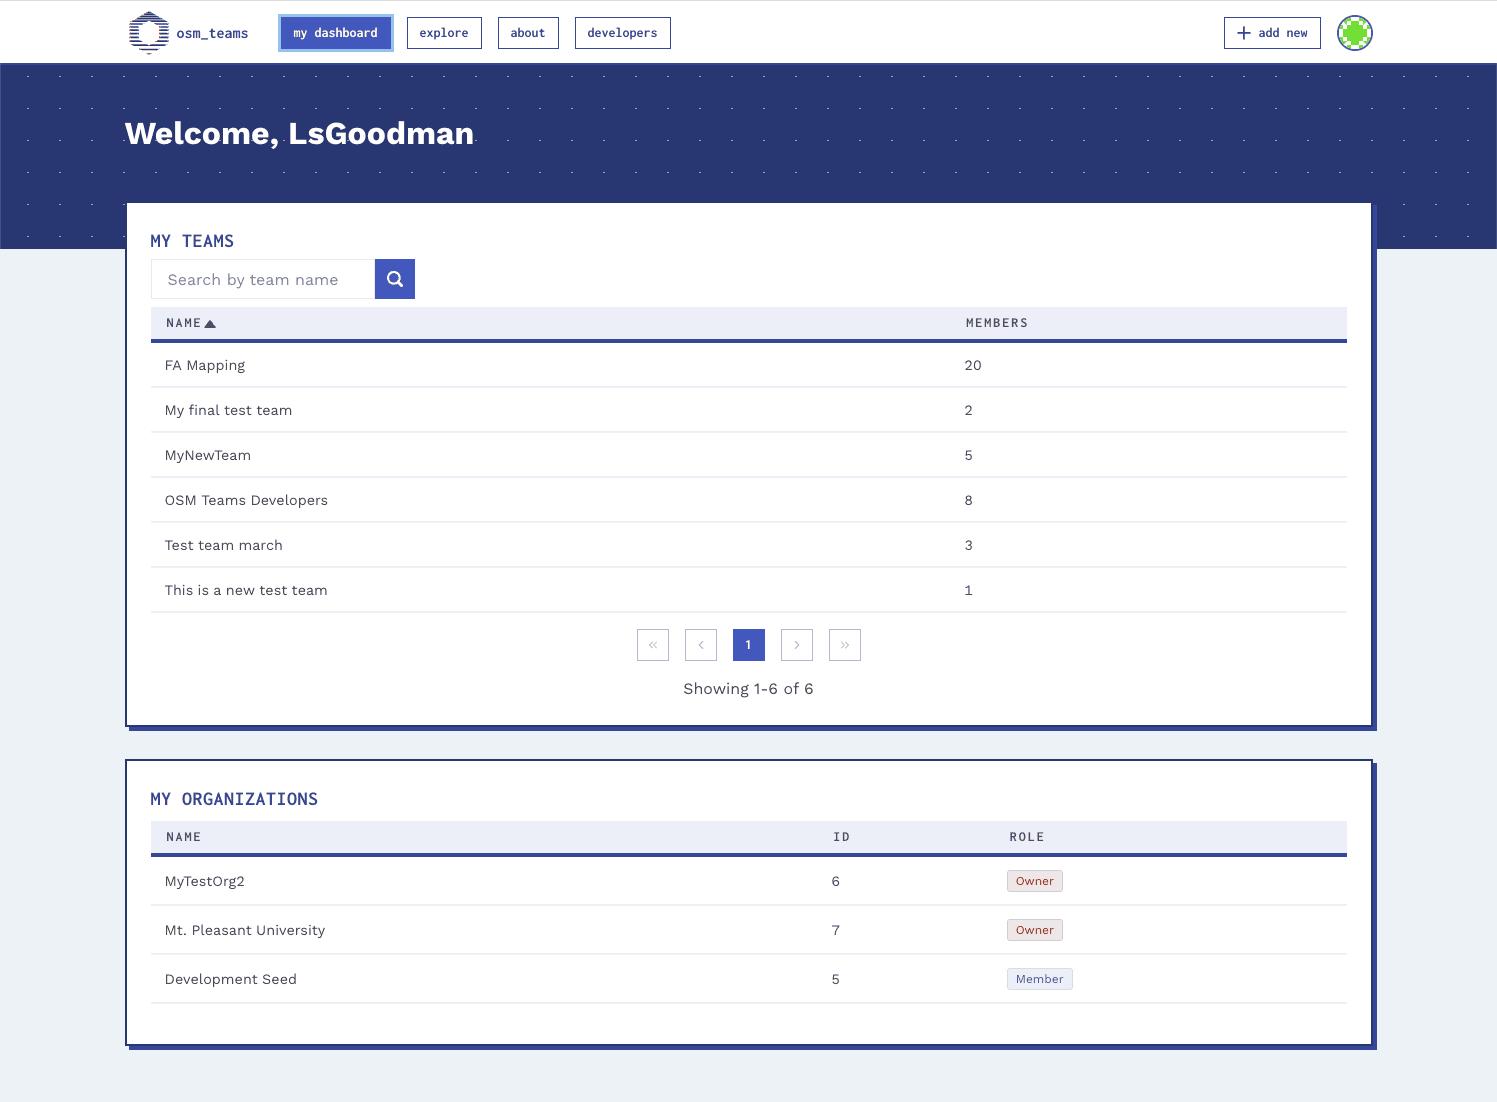 osm_teams my dashboard explore about developers + add new
Welcome, LsGoodman
MY TEAMS
Search by team name
NAME MEMBERS
FA Mapping 20
My final test team 2
MyNewTeam 5
OSM Teams Developers 8
Test team march 3
This is a new test team 1
« ‹ 1 › »
Showing 1-6 of 6
MY ORGANIZATIONS
NAME ID ROLE
MyTestOrg2 6 Owner
Mt. Pleasant University 7 Owner
Development Seed 5 Member